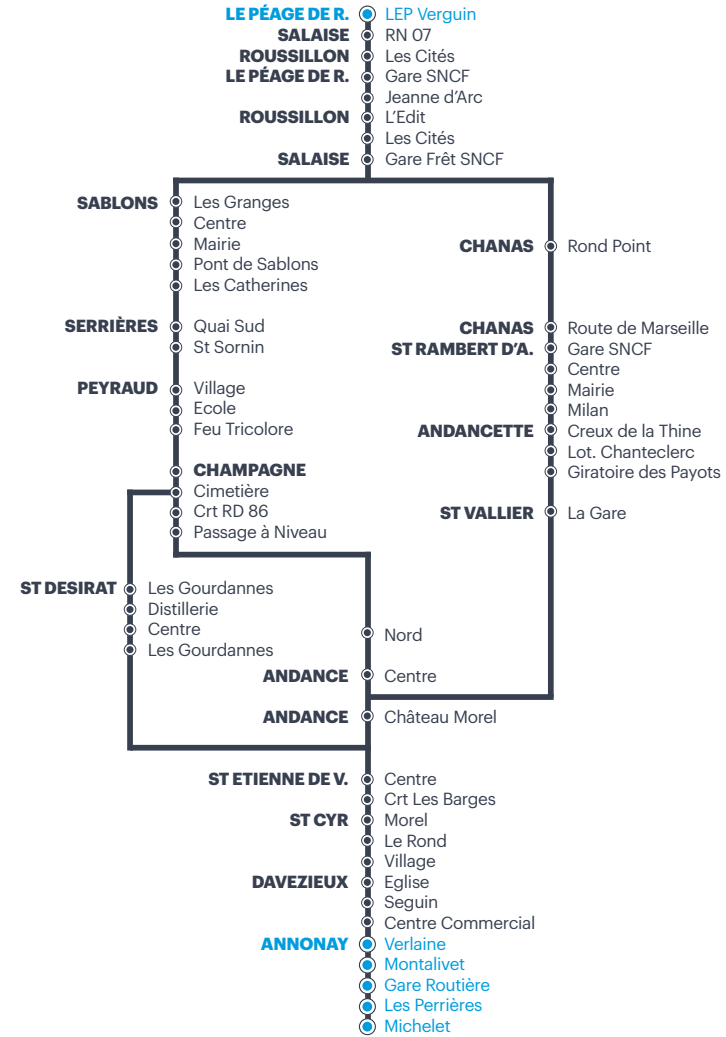 LE PÉAGE DE R. LEP Verguin
SALAISE RN 07
ROUSSILLON Les Cités
LE PÉAGE DE R. Gare SNCF
Jeanne d'Arc
ROUSSILLON L'Edit
Les Cités
SALAISE Gare Frêt SNCF
SABLONS Les Granges
Centre
Mairie
Pont de Sablons
Les Catherines
SERRIÈRES Quai Sud
St Sornin
PEYRAUD Village
Ecole
Feu Tricolore
CHAMPAGNE
Cimetière
Crt RD 86
Passage à Niveau
CHANAS Rond Point
CHANAS Route de Marseille
ST RAMBERT D'A. Gare SNCF
Centre
Mairie
Milan
ANDANCETTE Creux de la Thine
Lot. Chanteclerc
Giratoire des Payots
ST VALLIER La Gare
ST DESIRAT Les Gourdannes
Distillerie
Centre
Les Gourdannes
Nord
ANDANCE Centre
ANDANCE Château Morel
ST ETIENNE DE V. Centre
Crt Les Barges
ST CYR Morel
Le Rond
Village
DAVEZIEUX Eglise
Seguin
Centre Commercial
ANNONAY Verlaine
Montalivet
Gare Routière
Les Perrières
Michelet